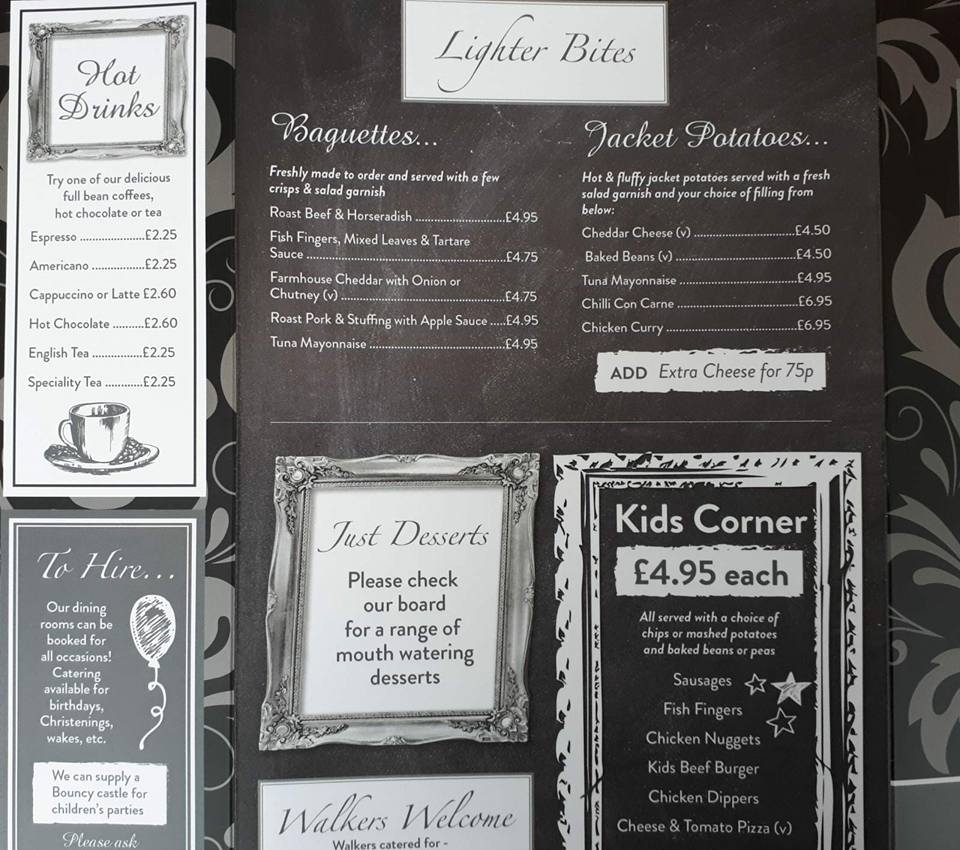 Hot
Drinks
Try one of our delicious
full bean coffees,
hot chocolate or tea
Espresso .....................£2.25
Americano ..................£2.25
Cappuccino or Latte £2.60
Hot Chocolate ..........£2.60
English Tea .................£2.25
Speciality Tea ............£2.25
To Hire...
Our dining
rooms can be
booked for
all occasions!
Catering
available for
birthdays,
Christenings,
wakes, etc.
We can supply a
Bouncy castle for
children's parties
Please ask
Lighter Bites
Baguettes...
Freshly made to order and served with a few
crisps & salad garnish
Roast Beef & Horseradish ...........................£4.95
Fish Fingers, Mixed Leaves & Tartare
Sauce ..............................................................£4.75
Farmhouse Cheddar with Onion or
Chutney (v) ...................................................£4.75
Roast Pork & Stuffing with Apple Sauce .....£4.95
Tuna Mayonnaise ..........................................£4.95
Jacket Potatoes...
Hot & fluffy jacket potatoes served with a fresh
salad garnish and your choice of filling from
below:
Cheddar Cheese (v) ................................£4.50
Baked Beans (v) .....................................£4.50
Tuna Mayonnaise ....................................£4.95
Chilli Con Carne .....................................£6.95
Chicken Curry ........................................£6.95
ADD Extra Cheese for 75p
Just Desserts
Please check
our board
for a range of
mouth watering
desserts
Walkers Welcome
Walkers catered for -
Kids Corner
£4.95 each
All served with a choice of
chips or mashed potatoes
and baked beans or peas
Sausages
Fish Fingers
Chicken Nuggets
Kids Beef Burger
Chicken Dippers
Cheese & Tomato Pizza (v)